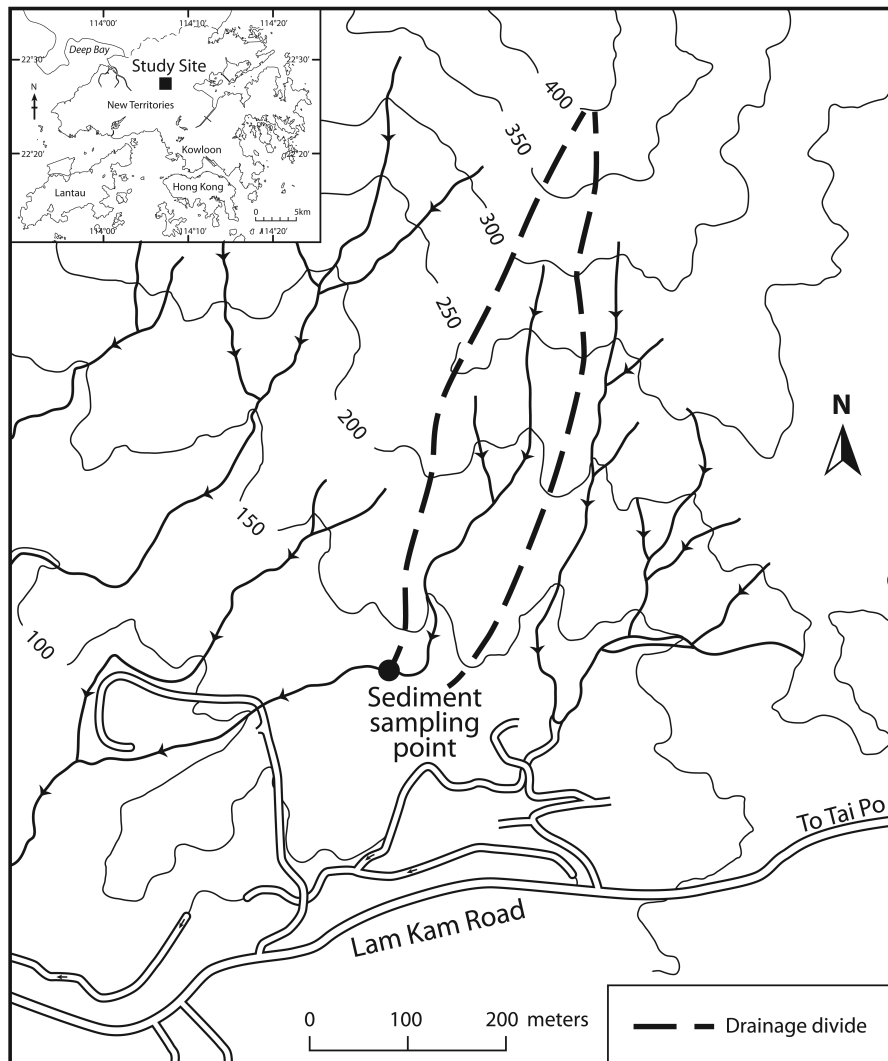 114°00'
114°10'
114°20'
22°30'
22°30'
Deep Bay
Study Site
N
New Territories
22°20'
22°20'
Kowloon
Lantau
Hong Kong
0 5km
114°00'
114°10'
114°20'
400
350
300
250
200
150
100
N
Sediment
sampling
point
To Tai Po
Lam Kam Road
0 100 200 meters
Drainage divide